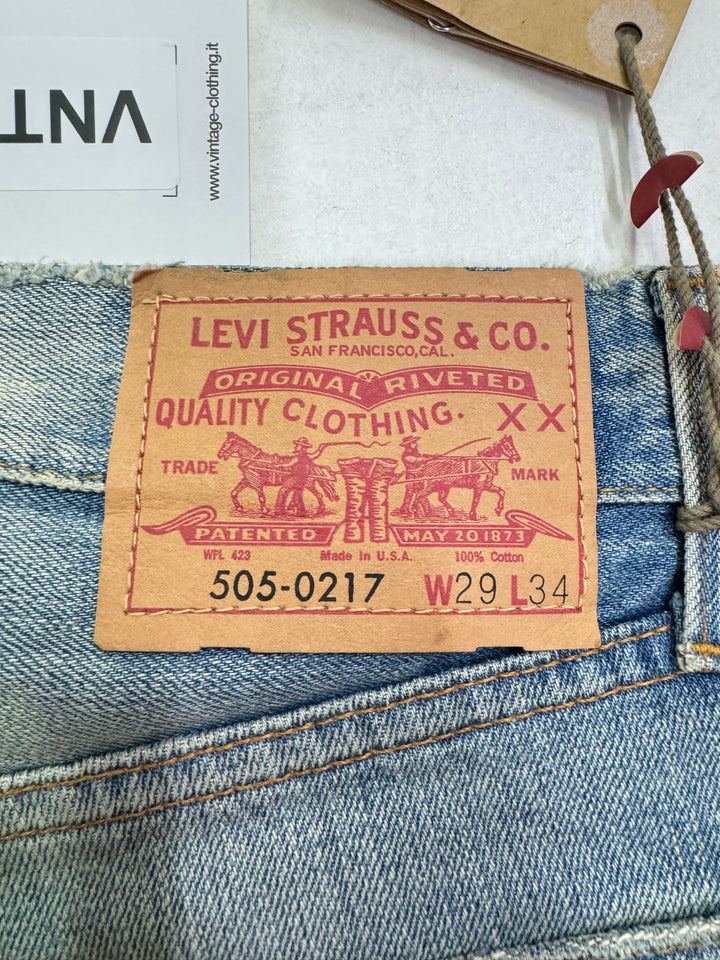 VNT
www.vintage-clothing.it
LEVI STRAUSS & CO.
SAN FRANCISCO, CAL.
ORIGINAL RIVETED
QUALITY CLOTHING. XX
TRADE MARK
PATENTED MAY 20 1873
WPL 423 Made in U.S.A. 100% Cotton
505-0217 W29 L34